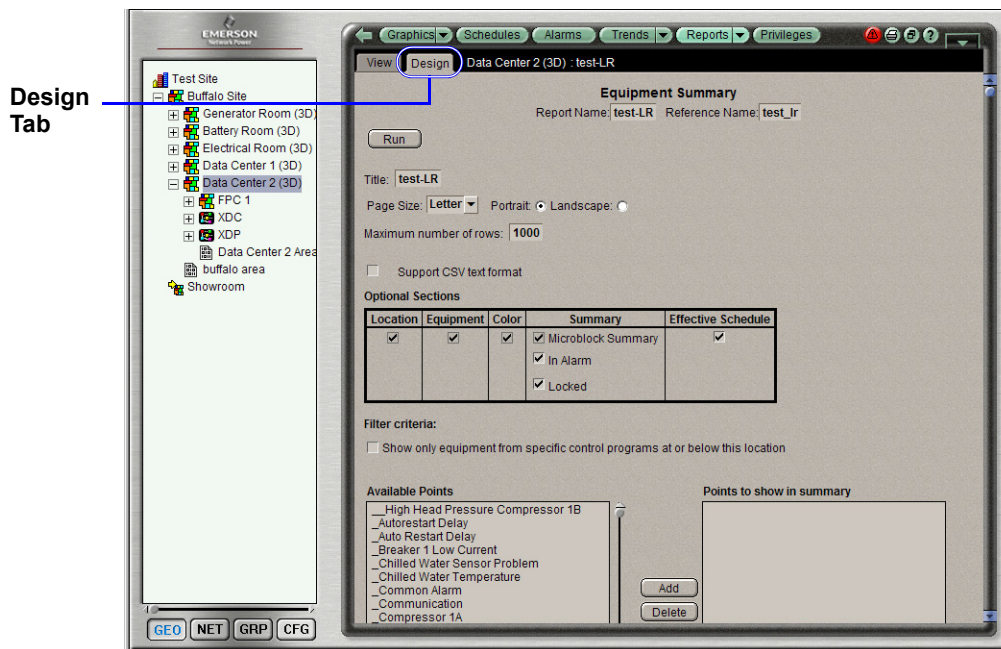 Design
Tab
EMERSON
Network Power
Test Site
Buffalo Site
Generator Room (3D)
Battery Room (3D)
Electrical Room (3D)
Data Center 1 (3D)
Data Center 2 (3D)
FPC 1
XDC
XDP
Data Center 2 Area
buffalo area
Showroom
GEO NET GRP CFG
Graphics Schedules Alarms Trends Reports Privileges ?
View Design Data Center 2 (3D) : test-LR
Equipment Summary
Report Name: test-LR Reference Name: test_lr
Run
Title: test-LR
Page Size: Letter Portrait: Landscape:
Maximum number of rows: 1000
Support CSV text format
Optional Sections
Location Equipment Color Summary Effective Schedule
Microblock Summary
In Alarm
Locked
Filter criteria:
Show only equipment from specific control programs at or below this location
Available Points Points to show in summary
__High Head Pressure Compressor 1B
_Autorestart Delay
_Auto Restart Delay
_Breaker 1 Low Current
_Chilled Water Sensor Problem
_Chilled Water Temperature
_Common Alarm
_Communication
_Compressor 1A
Add
Delete